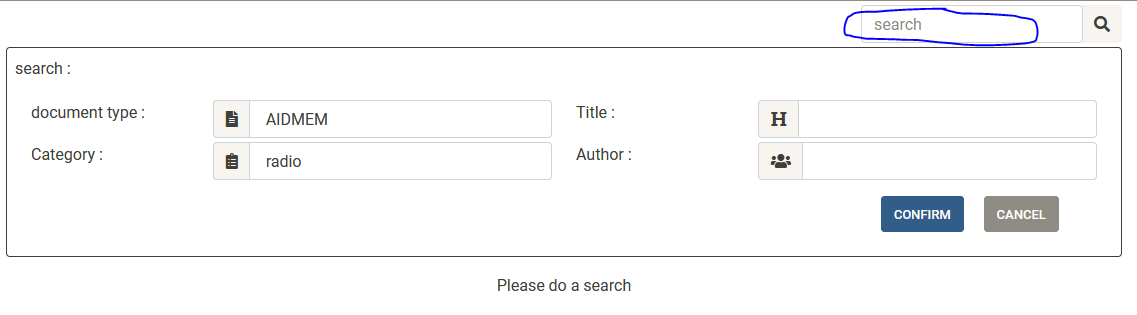 search
search :
document type :
AIDMEM
Title :
Category :
radio
Author :
CONFIRM
CANCEL
Please do a search